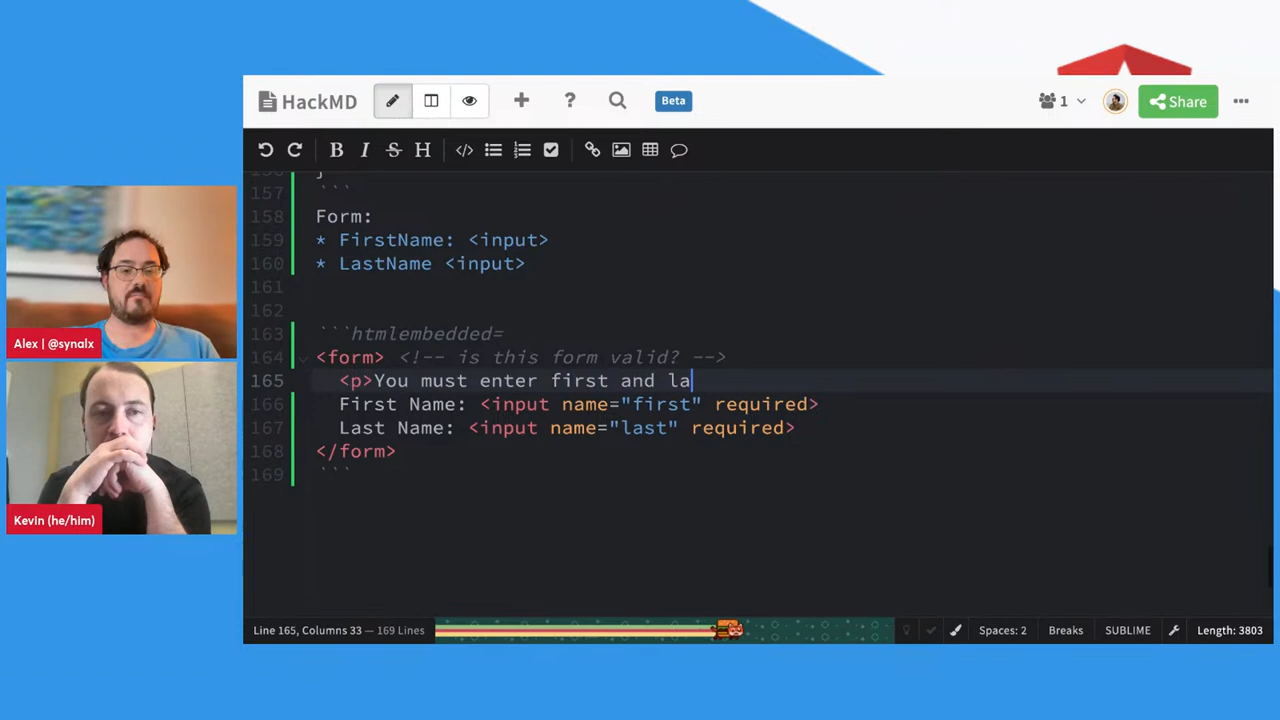 HackMD
Beta
1
Share
B I H
157 ```
158 Form:
159 * FirstName: <input>
160 * LastName <input>
161
162
163 ```htmlembedded=
164 <form> <!-- is this form valid? -->
165 <p>You must enter first and la
166 First Name: <input name="first" required>
167 Last Name: <input name="last" required>
168 </form>
169 ```
Alex | @synalx
Kevin (he/him)
Line 165, Columns 33 — 169 Lines
Spaces: 2
Breaks
SUBLIME
Length: 3803